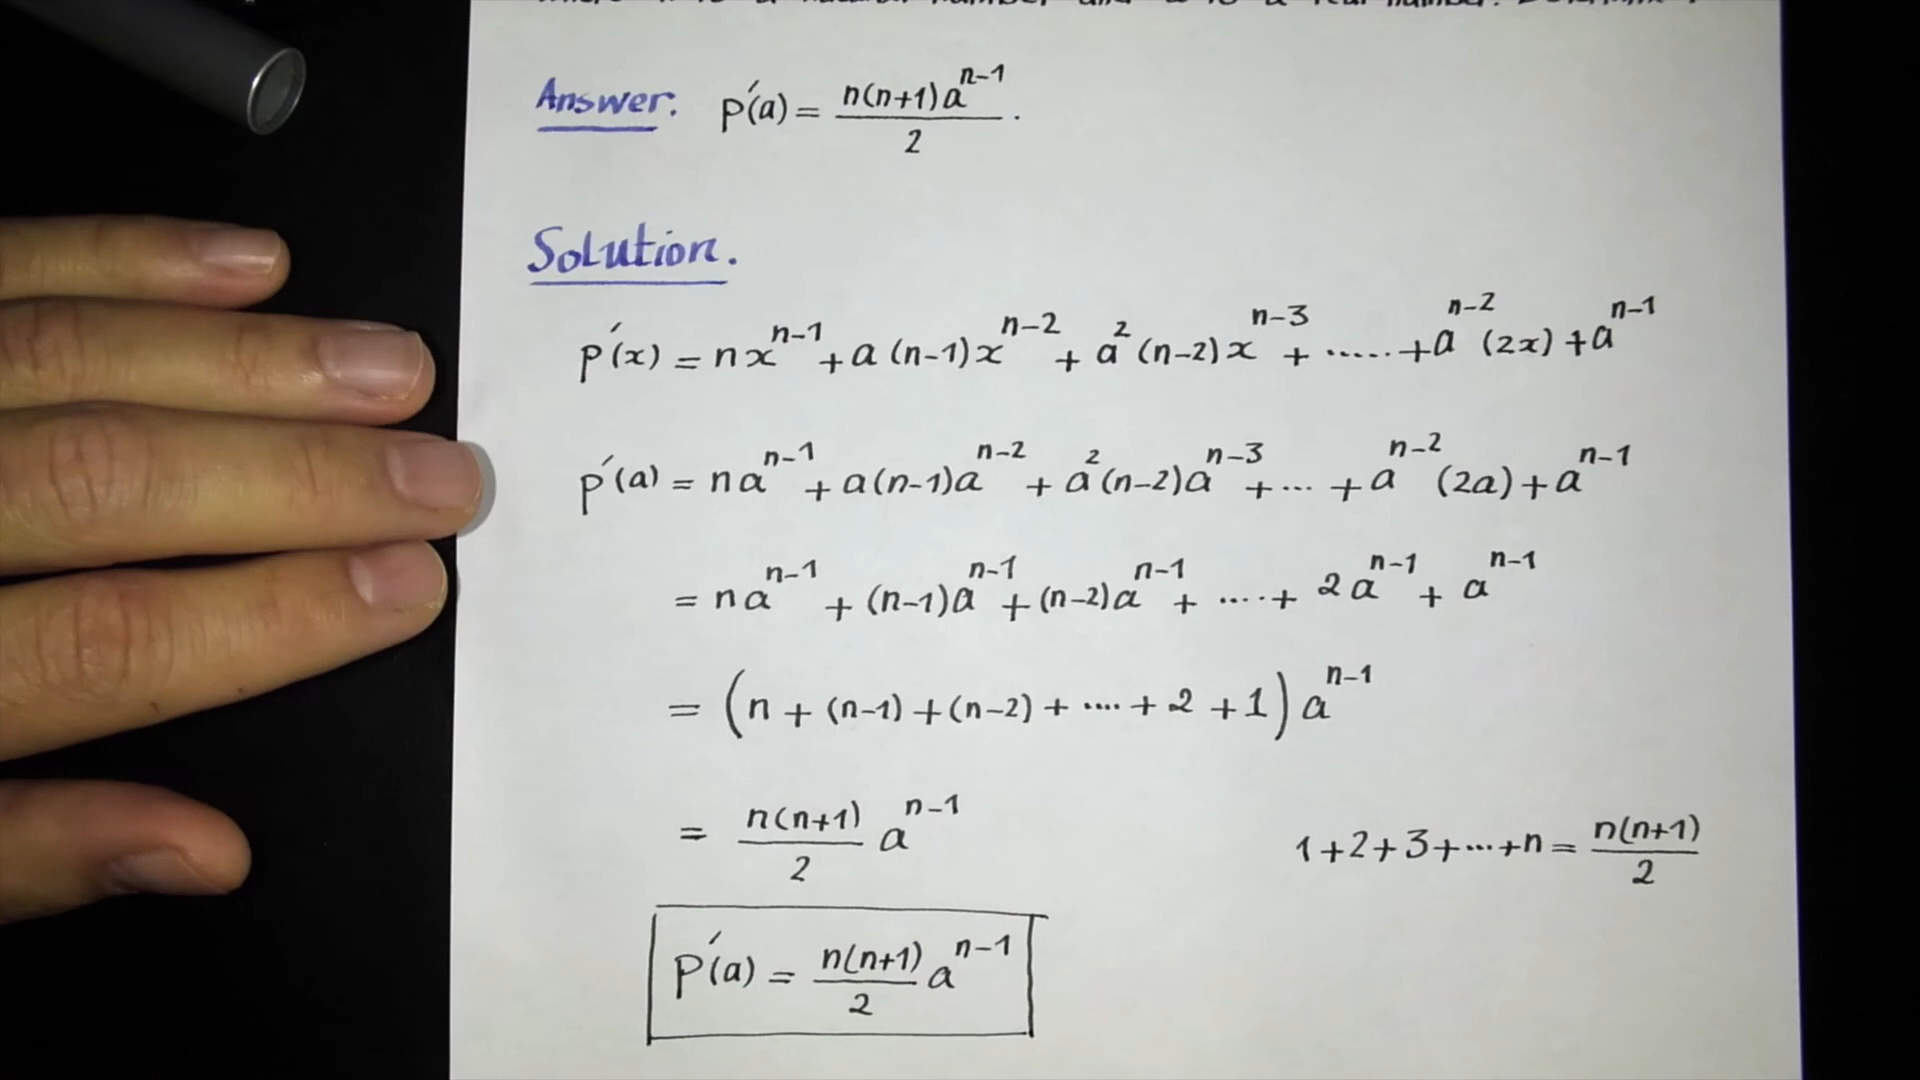 Answer: P′(a) = n(n+1)a^{n-1} / 2 .
Solution.
P′(x) = nx^{n-1} + a(n-1)x^{n-2} + a^2(n-2)x^{n-3} + ...... + a^{n-2}(2x) + a^{n-1}
P′(a) = na^{n-1} + a(n-1)a^{n-2} + a^2(n-2)a^{n-3} + ... + a^{n-2}(2a) + a^{n-1}
= na^{n-1} + (n-1)a^{n-1} + (n-2)a^{n-1} + .... + 2a^{n-1} + a^{n-1}
= (n + (n-1) + (n-2) + .... + 2 + 1) a^{n-1}
= n(n+1) / 2 a^{n-1}
1+2+3+...+n = n(n+1) / 2
P′(a) = n(n+1) / 2 a^{n-1}